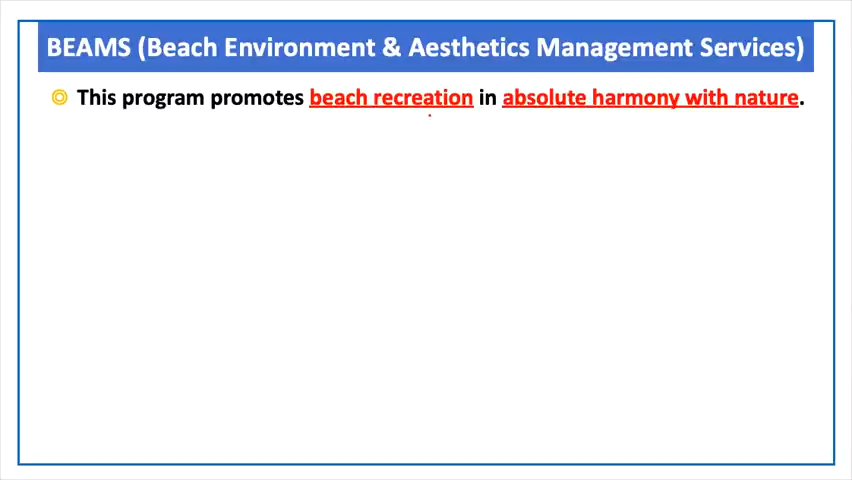 BEAMS (Beach Environment & Aesthetics Management Services)
This program promotes beach recreation in absolute harmony with nature.